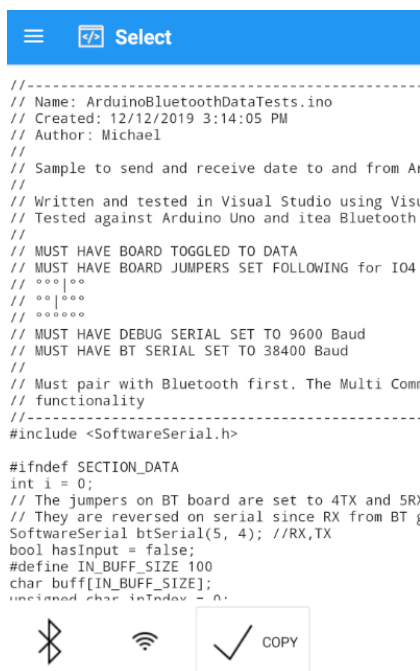 Select
//--------------------------------------------------
// Name: ArduinoBluetoothDataTests.ino
// Created: 12/12/2019 3:14:05 PM
// Author: Michael
//
// Sample to send and receive date to and from
//
// Written and tested in Visual Studio using
// Tested against Arduino Uno and itea Bluetooth
//
// MUST HAVE BOARD TOGGLED TO DATA
// MUST HAVE BOARD JUMPERS SET FOLLOWING for IO4
// °°°|°°
// °°|°°°
// °°°°°°
//
// MUST HAVE DEBUG SERIAL SET TO 9600 Baud
// MUST HAVE BT SERIAL SET TO 38400 Baud
//
// Must pair with Bluetooth first. The Multi
// functionality
//--------------------------------------------------
#include <SoftwareSerial.h>
#ifndef SECTION_DATA
int i = 0;
// The jumpers on BT board are set to 4TX and
// They are reversed on serial since RX from BT
SoftwareSerial btSerial(5, 4); //RX,TX
bool hasInput = false;
#define IN_BUFF_SIZE 100
char buff[IN_BUFF_SIZE];
unsigned char inIndex = 0;
COPY